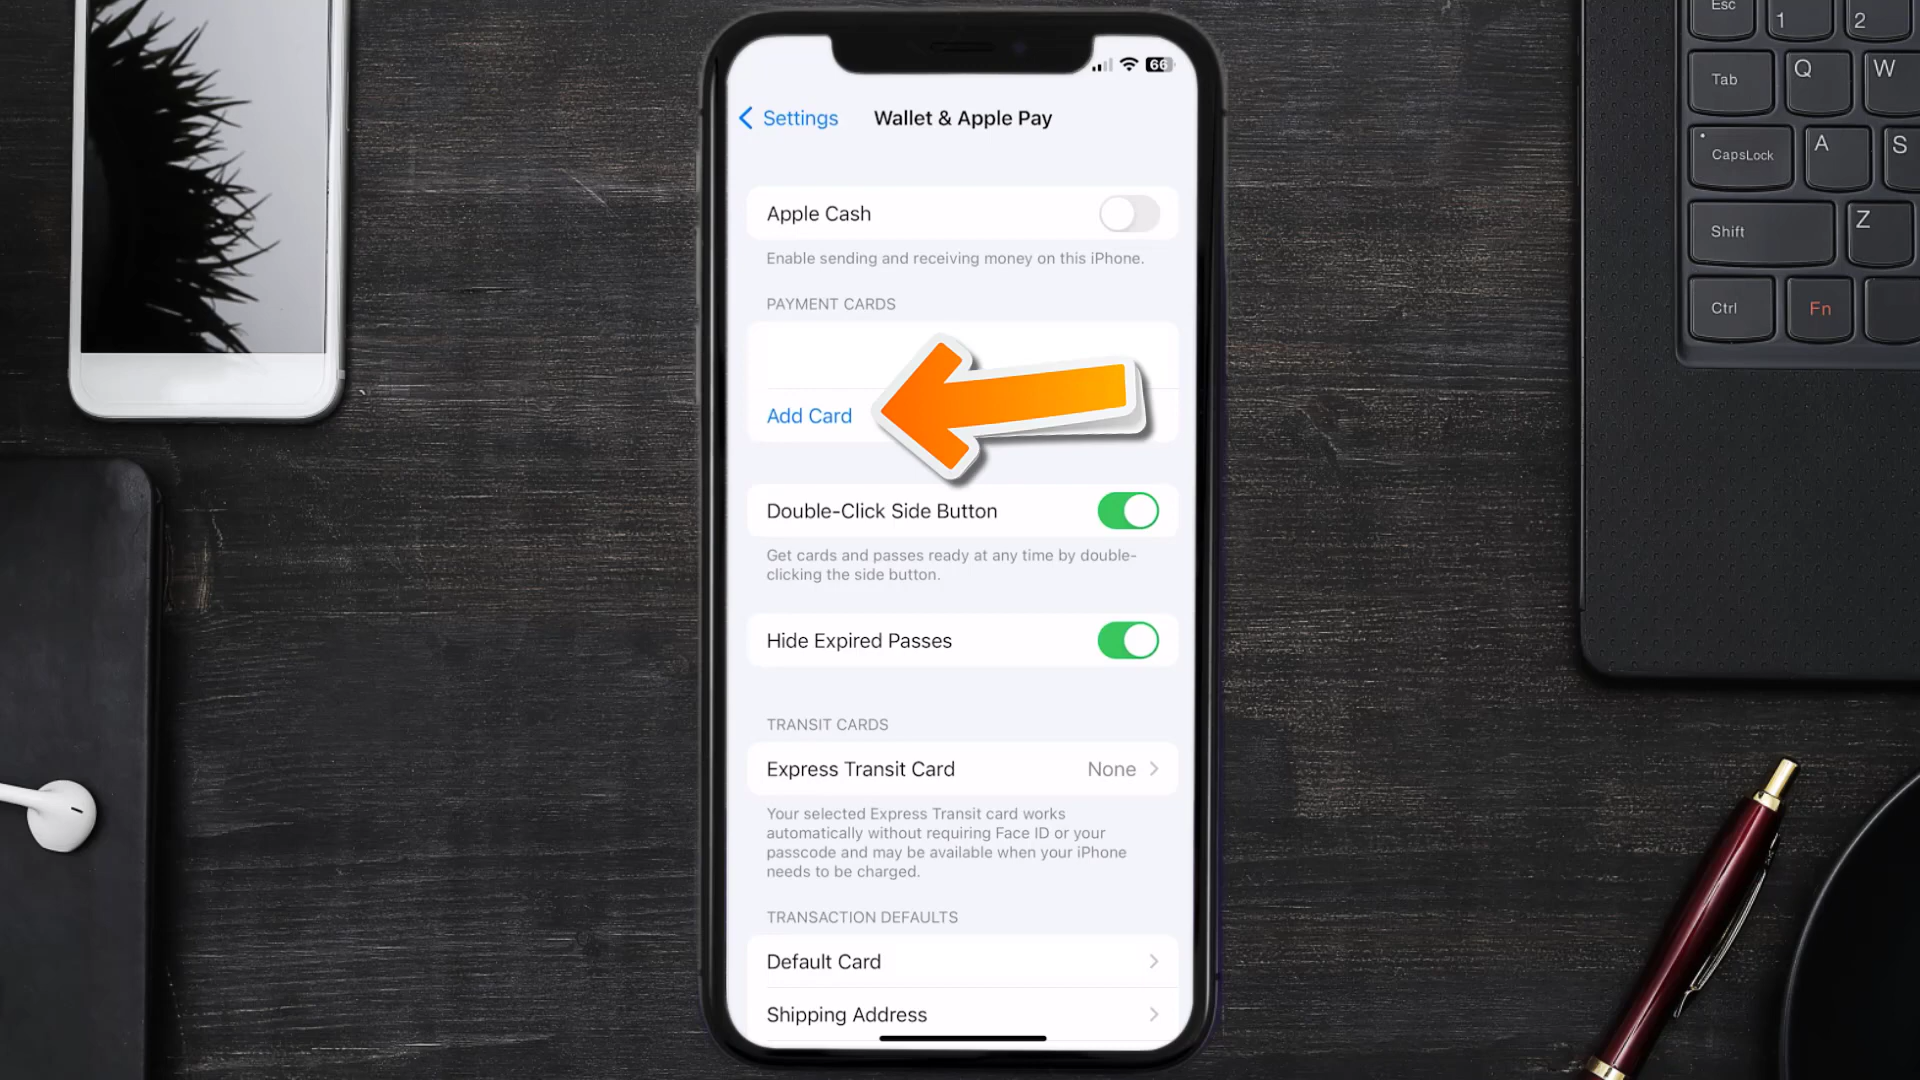 66
Settings
Wallet & Apple Pay
Apple Cash
Enable sending and receiving money on this iPhone.
PAYMENT CARDS
Add Card
Double-Click Side Button
Get cards and passes ready at any time by double-
clicking the side button.
Hide Expired Passes
TRANSIT CARDS
Express Transit Card
None
Your selected Express Transit card works
automatically without requiring Face ID or your
passcode and may be available when your iPhone
needs to be charged.
TRANSACTION DEFAULTS
Default Card
Shipping Address
Esc
1
2
Tab
Q
W
CapsLock
A
S
Shift
Z
Ctrl
Fn